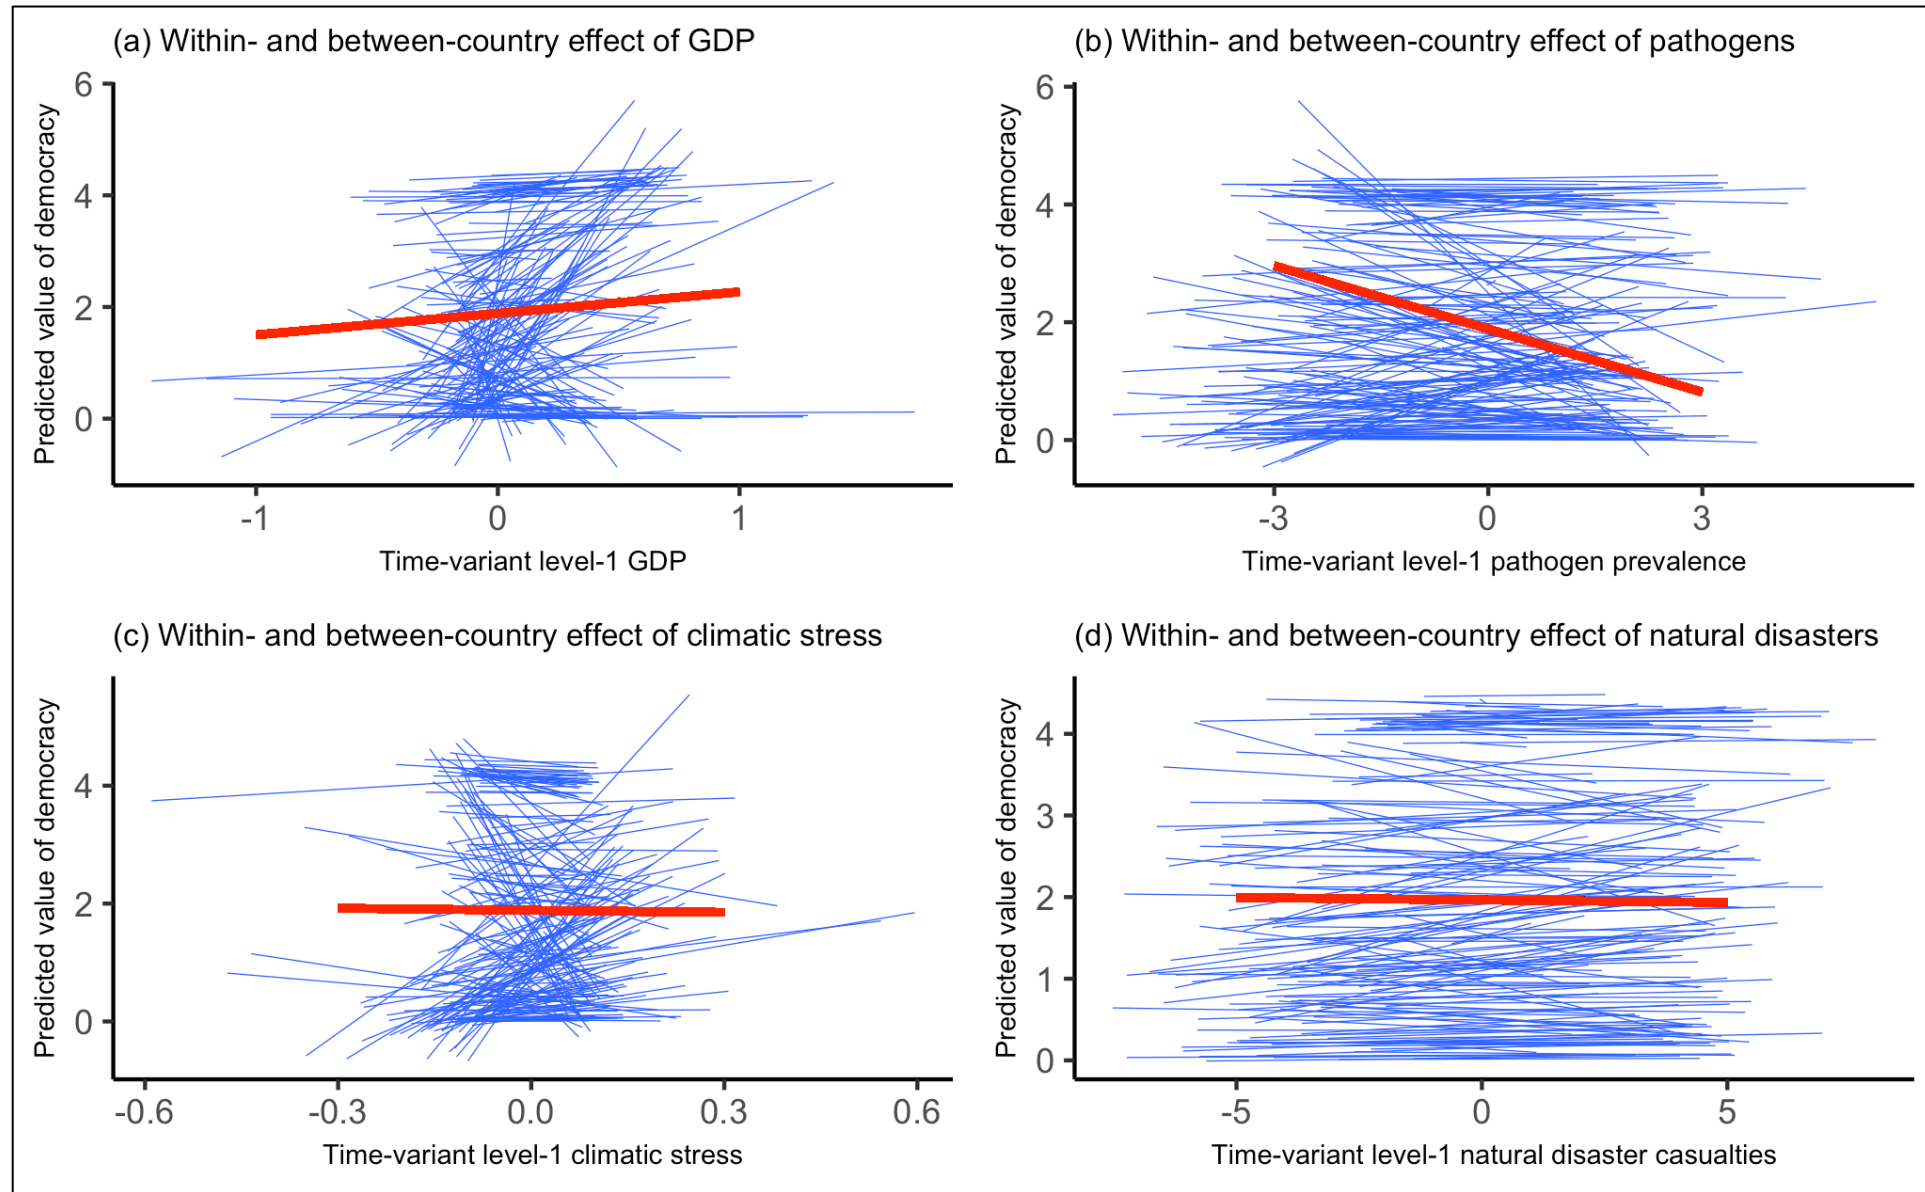 (a) Within- and between-country effect of GDP
Predicted value of democracy
6
4
2
0
-1 0 1
Time-variant level-1 GDP
(b) Within- and between-country effect of pathogens
Predicted value of democracy
6
4
2
0
-3 0 3
Time-variant level-1 pathogen prevalence
(c) Within- and between-country effect of climatic stress
Predicted value of democracy
4
2
0
-0.6 -0.3 0.0 0.3 0.6
Time-variant level-1 climatic stress
(d) Within- and between-country effect of natural disasters
Predicted value of democracy
4
3
2
1
0
-5 0 5
Time-variant level-1 natural disaster casualties